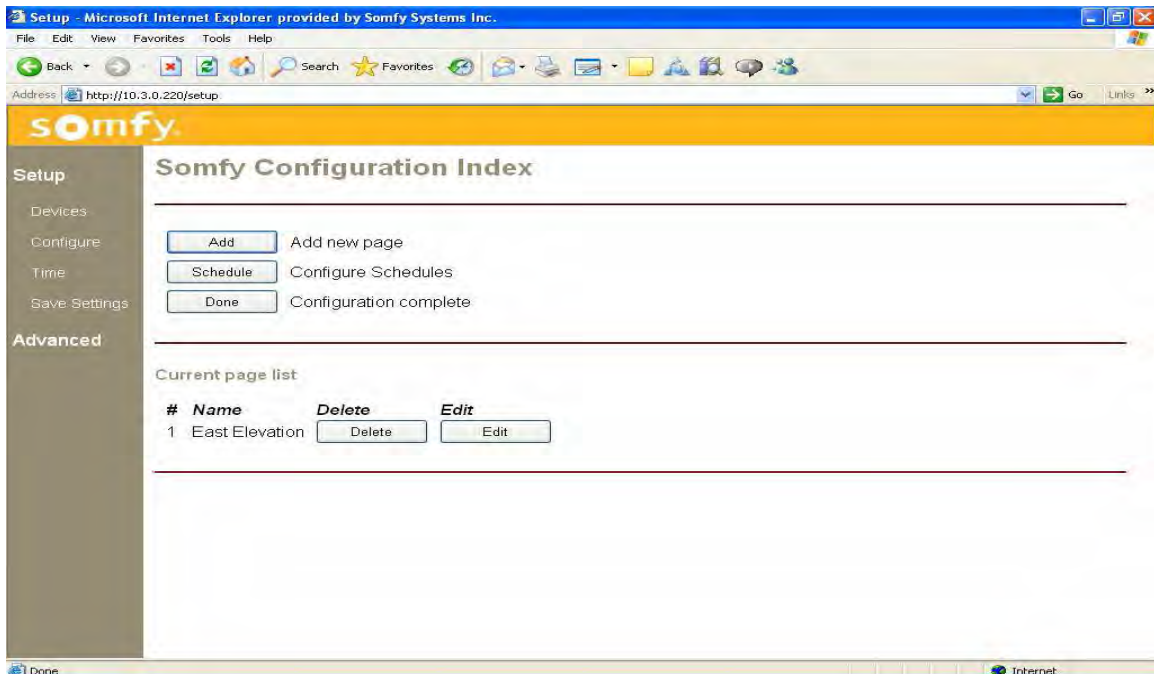 Setup - Microsoft Internet Explorer provided by Somfy Systems Inc.
File Edit View Favorites Tools Help
Back Search Favorites
Address http://10.3.0.220/setup Go Links »
somfy.
Setup
Devices
Configure
Time
Save Settings
Advanced
Somfy Configuration Index
Add Add new page
Schedule Configure Schedules
Done Configuration complete
Current page list
# Name Delete Edit
1 East Elevation Delete Edit
Done Internet